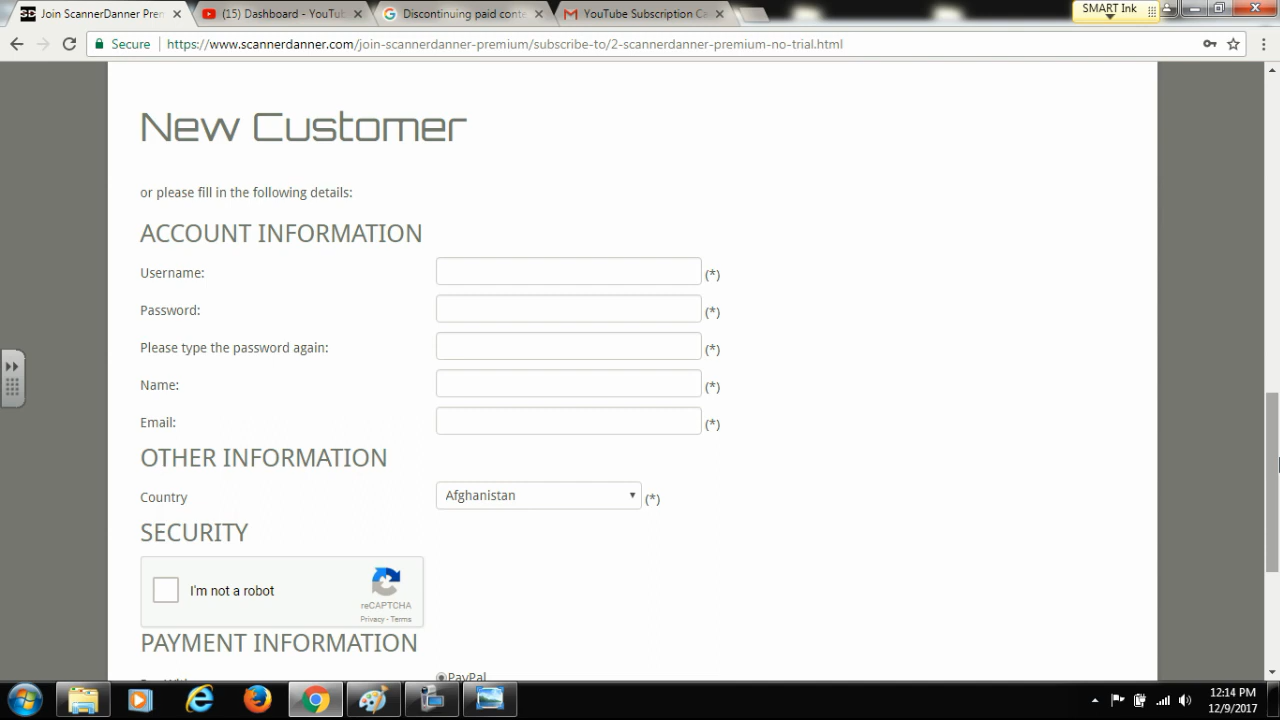 Join ScannerDanner Pren
(15) Dashboard - YouTub
Discontinuing paid conte
YouTube Subscription Ca
SMART Ink
Secure
https://www.scannerdanner.com/join-scannerdanner-premium/subscribe-to/2-scannerdanner-premium-no-trial.html
New Customer
or please fill in the following details:
ACCOUNT INFORMATION
Username: (*)
Password: (*)
Please type the password again: (*)
Name: (*)
Email: (*)
OTHER INFORMATION
Country Afghanistan (*)
SECURITY
I'm not a robot
reCAPTCHA
Privacy - Terms
PAYMENT INFORMATION
PayPal
12:14 PM
12/9/2017